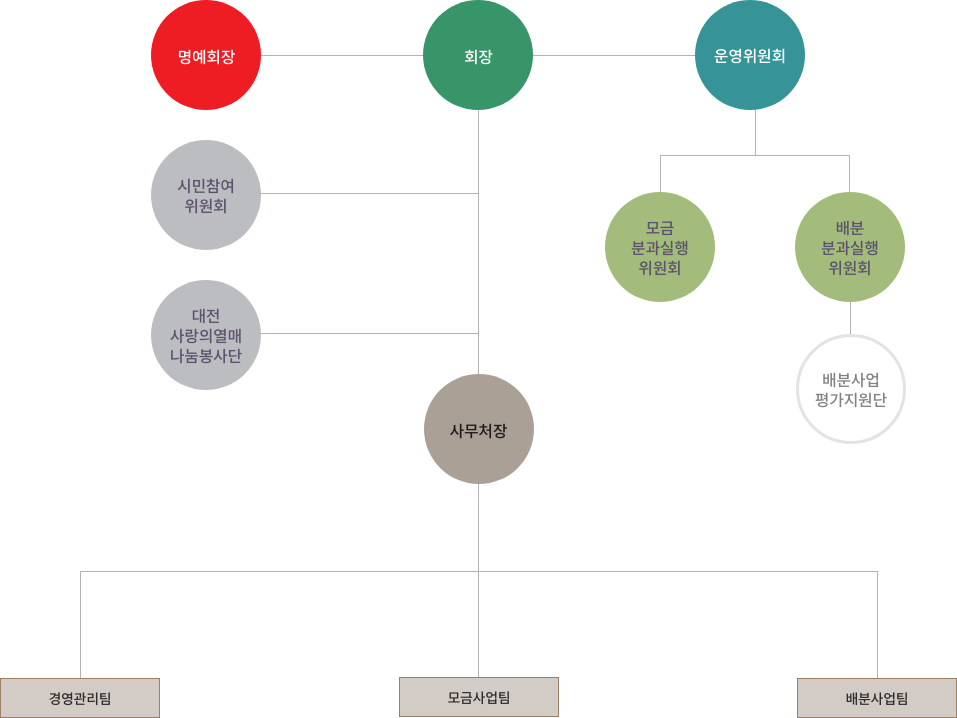 명예회장
회장
운영위원회
시민참여
위원회
모금
분과실행
위원회
배분
분과실행
위원회
대전
사랑의열매
나눔봉사단
배분사업
평가지원단
사무처장
경영관리팀
모금사업팀
배분사업팀